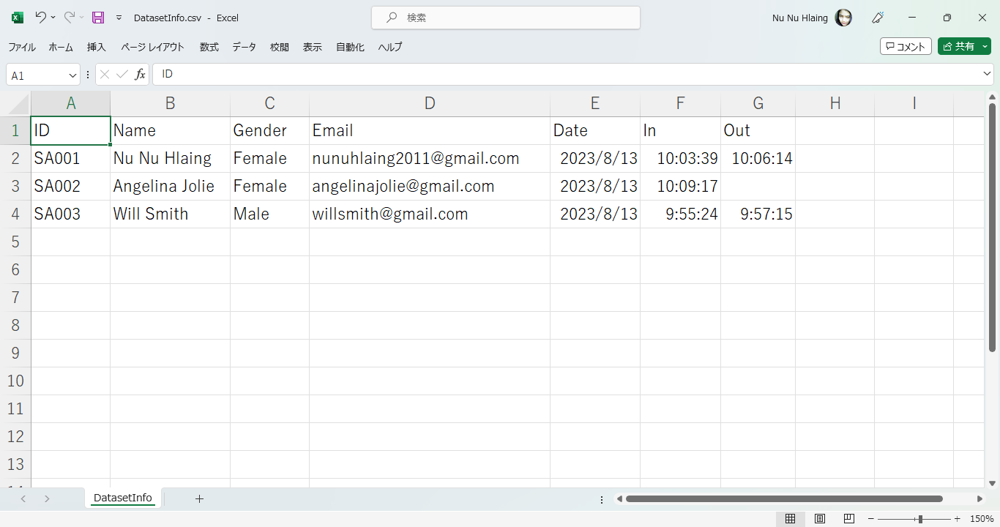 DatasetInfo.csv - Excel
検索
Nu Nu Hlaing
ファイル ホーム 挿入 ページ レイアウト 数式 データ 校閲 表示 自動化 ヘルプ
コメント 共有
A1 fx ID
A B C D E F G H I
1 ID Name Gender Email Date In Out
2 SA001 Nu Nu Hlaing Female nunuhlaing2011@gmail.com 2023/8/13 10:03:39 10:06:14
3 SA002 Angelina Jolie Female angelinajolie@gmail.com 2023/8/13 10:09:17
4 SA003 Will Smith Male willsmith@gmail.com 2023/8/13 9:55:24 9:57:15
5
6
7
8
9
10
11
12
13
DatasetInfo
150%